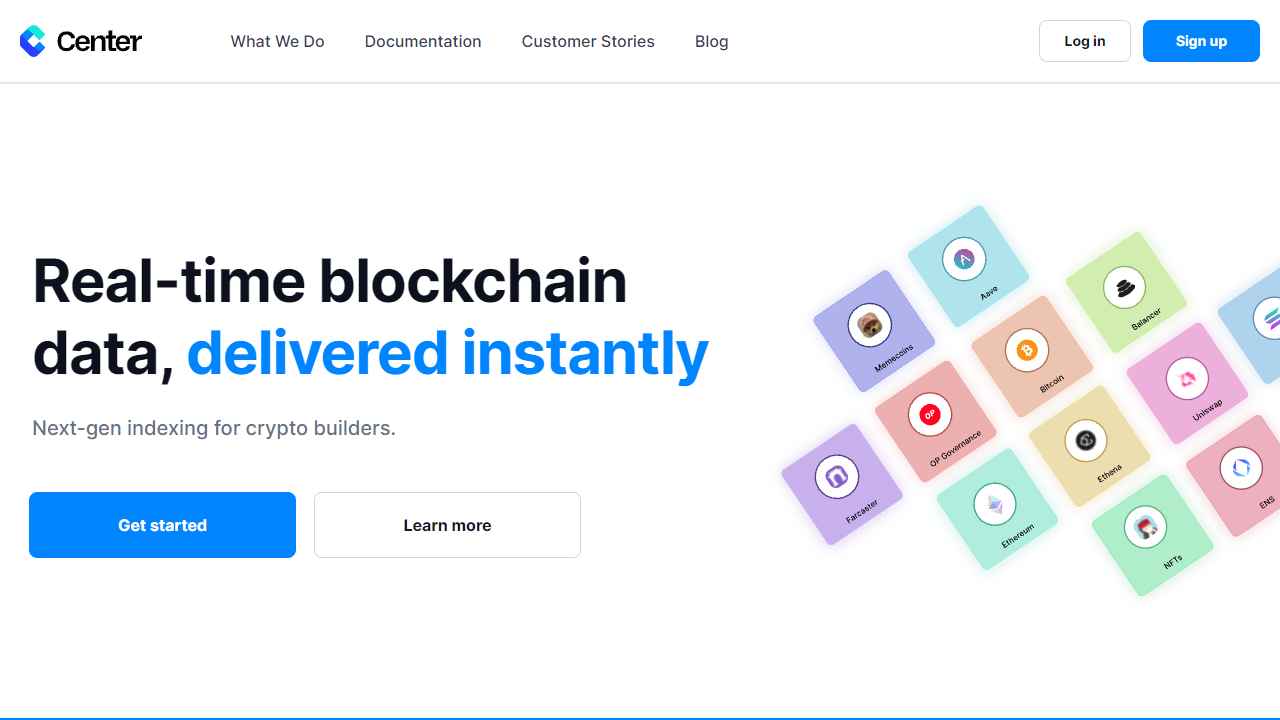 Center
What We Do
Documentation
Customer Stories
Blog
Log in
Sign up
Real-time blockchain
data, delivered instantly
Next-gen indexing for crypto builders.
Get started
Learn more
Aave
Balancer
Memecoins
Bitcoin
Uniswap
OP
OP Governance
Etheria
ENS
Farcaster
Ethereum
NFTs